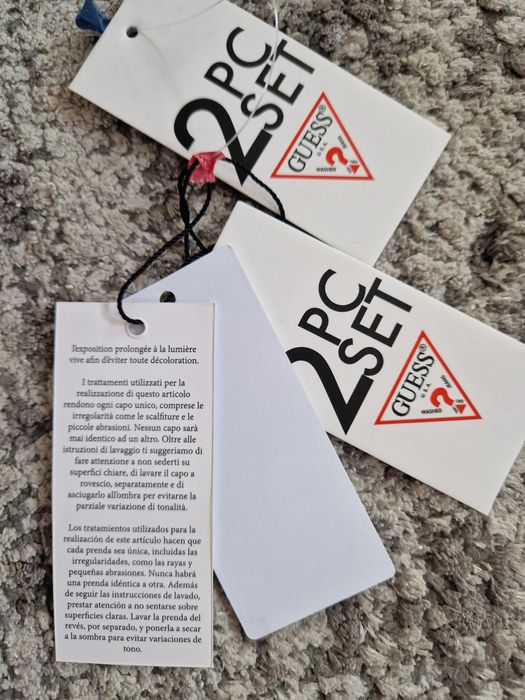 2 PC
SET
GUESS®
U.S.A.
WASHED
?
2 PC
SET
GUESS®
U.S.A.
WASHED
?
l'exposition prolongée à la lumière
vive afin d'éviter toute décoloration.
I trattamenti utilizzati per la
realizzazione di questo articolo
rendono ogni capo unico, comprese le
irregolarità come le scalfiture e le
piccole abrasioni. Nessun capo sarà
mai identico ad un altro. Oltre alle
istruzioni di lavaggio ti suggeriamo di
fare attenzione a non sederti su
superfici chiare, di lavare il capo a
rovescio, separatamente e di
asciugarlo all'ombra per evitarne la
parziale variazione di tonalità.
Los tratamientos utilizados para la
realización de este artículo hacen que
cada prenda sea única, incluidas las
irregularidades, como las rayas y
pequeñas abrasiones. Nunca habrá
una prenda idéntica a otra. Además
de seguir las instrucciones de lavado,
prestar atención a no sentarse sobre
superficies claras. Lavar la prenda del
revés, por separado, y ponerla a secar
a la sombra para evitar variaciones de
tono.